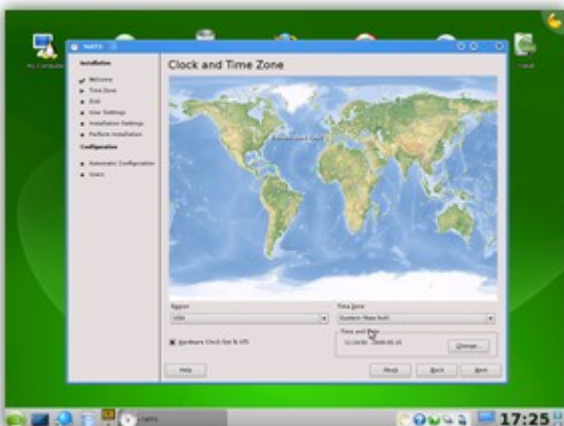 My Computer
YaST2
Installation
Welcome
Time Zone
Disk
User Settings
Installation Settings
Perform Installation
Configuration
Automatic Configuration
Users
Clock and Time Zone
Region
Time Zone
USA
Eastern (New York)
Hardware Clock Set To UTC
Time and Date
Change...
Help
Abort
Back
Next
YaST2
17:25